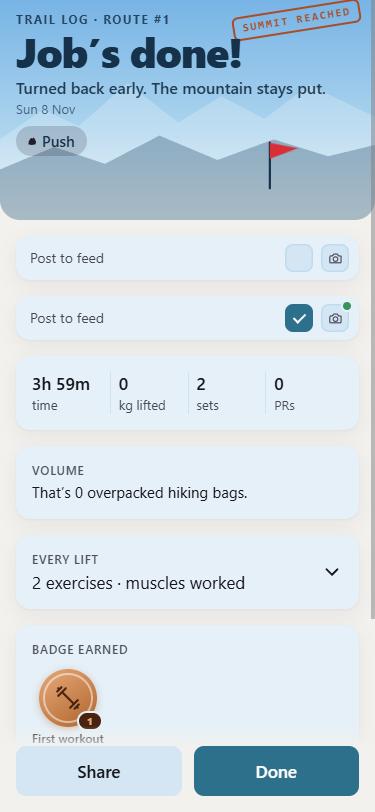 TRAIL LOG · ROUTE #1
SUMMIT REACHED
Job's done!
Turned back early. The mountain stays put.
Sun 8 Nov
Push
Post to feed
Post to feed
3h 59m
time
0
kg lifted
2
sets
0
PRs
VOLUME
That's 0 overpacked hiking bags.
EVERY LIFT
2 exercises · muscles worked
BADGE EARNED
1
First workout
Share
Done